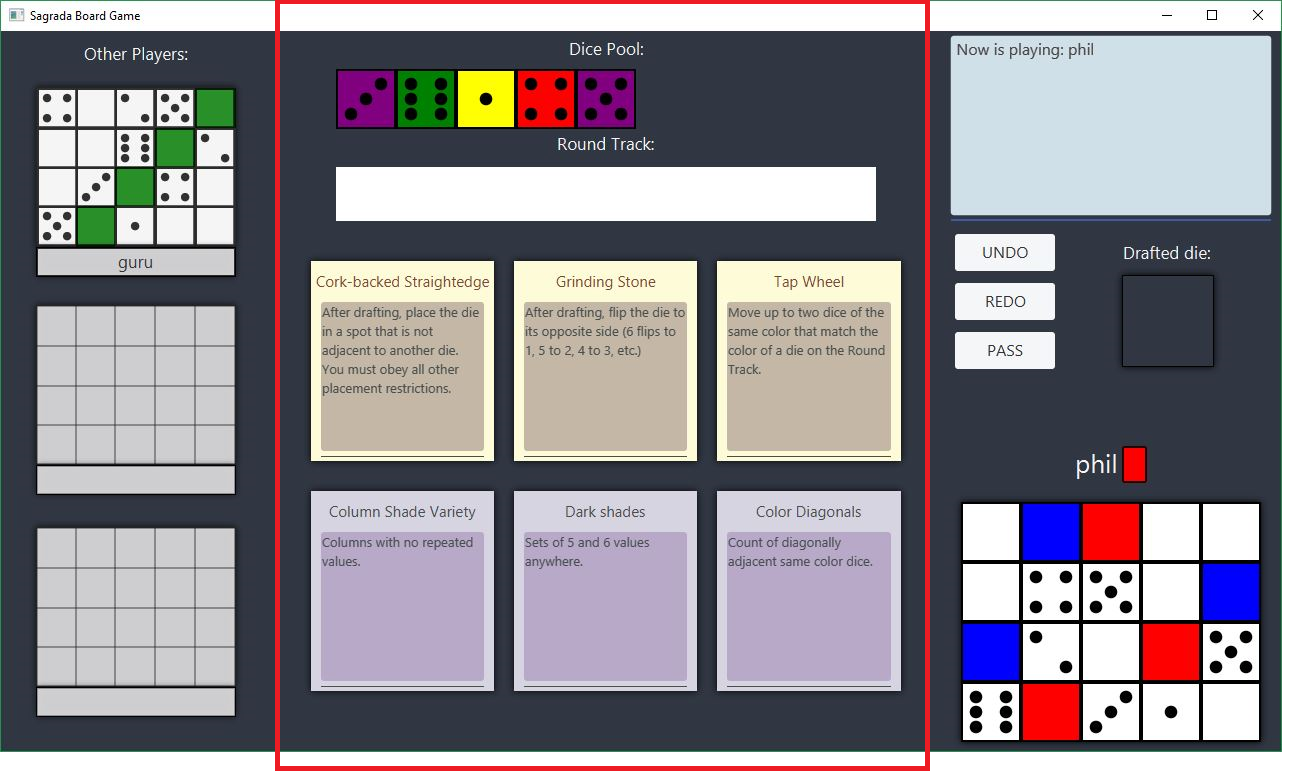 Sagrada Board Game
Other Players:
guru
Dice Pool:
Round Track:
Cork-backed Straightedge
After drafting, place the die
in a spot that is not
adjacent to another die.
You must obey all other
placement restrictions.
Grinding Stone
After drafting, flip the die to
its opposite side (6 flips to
1, 5 to 2, 4 to 3, etc.)
Tap Wheel
Move up to two dice of the
same color that match the
color of a die on the Round
Track.
Column Shade Variety
Columns with no repeated
values.
Dark shades
Sets of 5 and 6 values
anywhere.
Color Diagonals
Count of diagonally
adjacent same color dice.
Now is playing: phil
UNDO
REDO
PASS
Drafted die:
phil